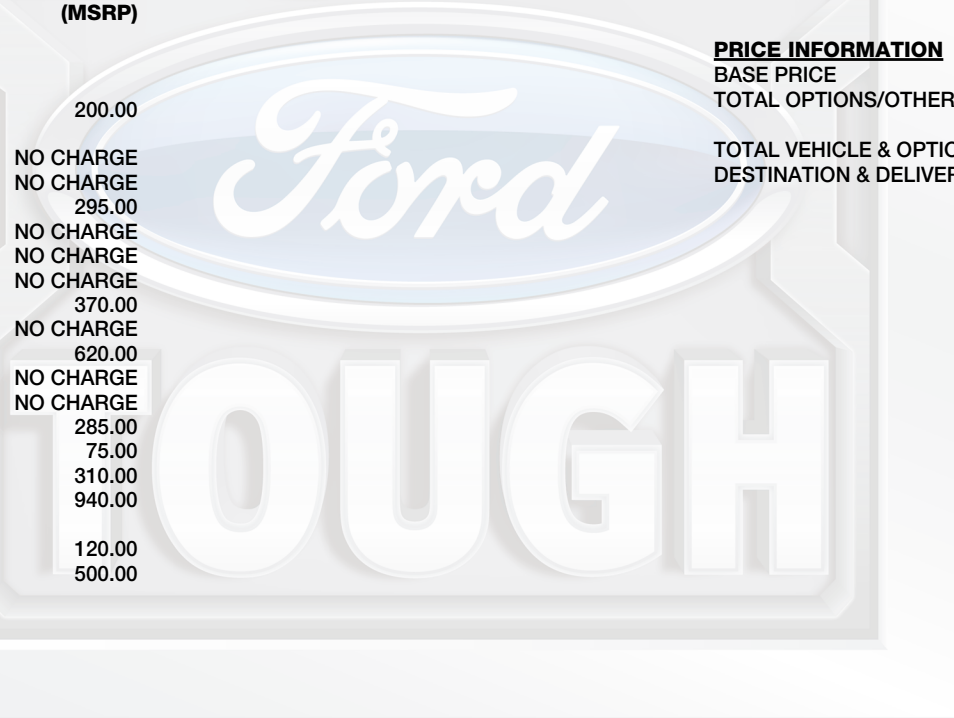 (MSRP)
200.00
NO CHARGE
NO CHARGE
295.00
NO CHARGE
NO CHARGE
NO CHARGE
370.00
NO CHARGE
620.00
NO CHARGE
NO CHARGE
285.00
75.00
310.00
940.00
120.00
500.00
PRICE INFORMATION
BASE PRICE
TOTAL OPTIONS/OTHER
TOTAL VEHICLE & OPTIO
DESTINATION & DELIVER
Ford
TOUGH